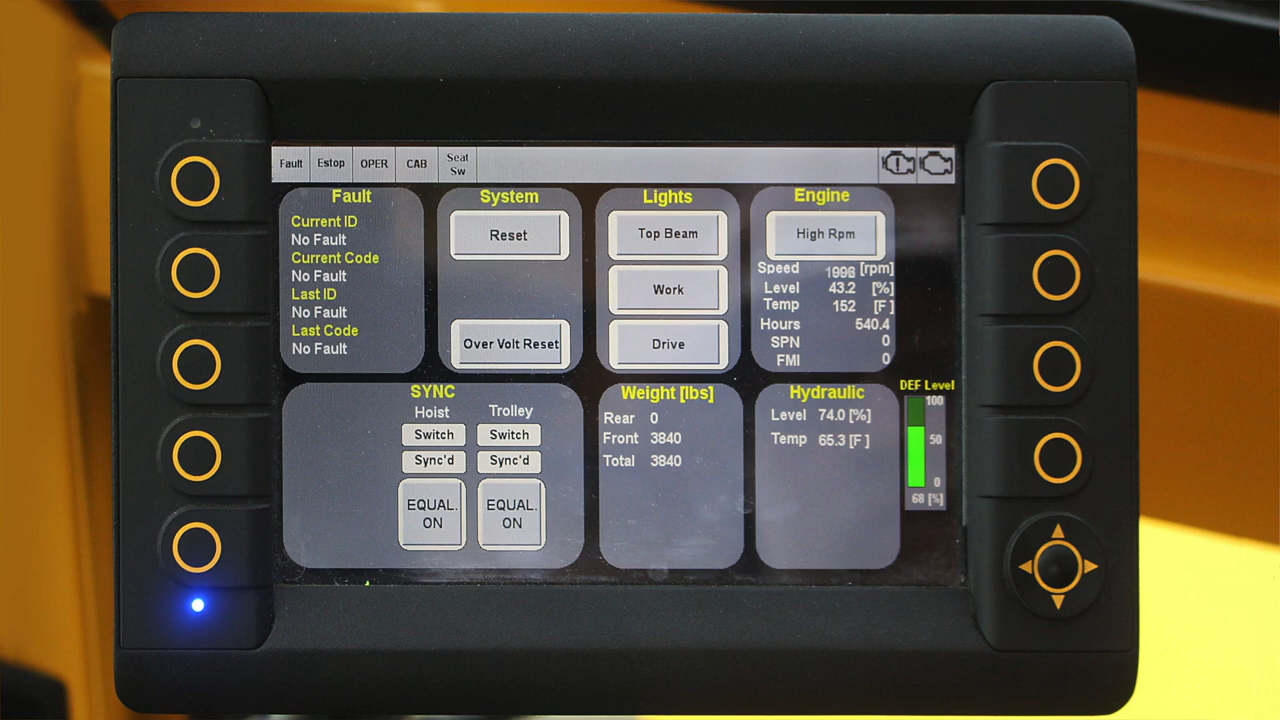 Fault Estop OPER CAB Seat Sw
Fault
Current ID
No Fault
Current Code
No Fault
Last ID
No Fault
Last Code
No Fault
System
Reset
Over Volt Reset
Lights
Top Beam
Work
Drive
Engine
High Rpm
Speed [rpm]
Level 43.2 [%]
Temp 152 [F ]
Hours 540.4
SPN 0
FMI 0
SYNC
Hoist Trolley
Switch Switch
Sync'd Sync'd
EQUAL. EQUAL.
ON ON
Weight [lbs]
Rear 0
Front 3840
Total 3840
Hydraulic
Level 74.0 [%]
Temp 65.3 [F ]
DEF Level
100
50
0
68 [%]